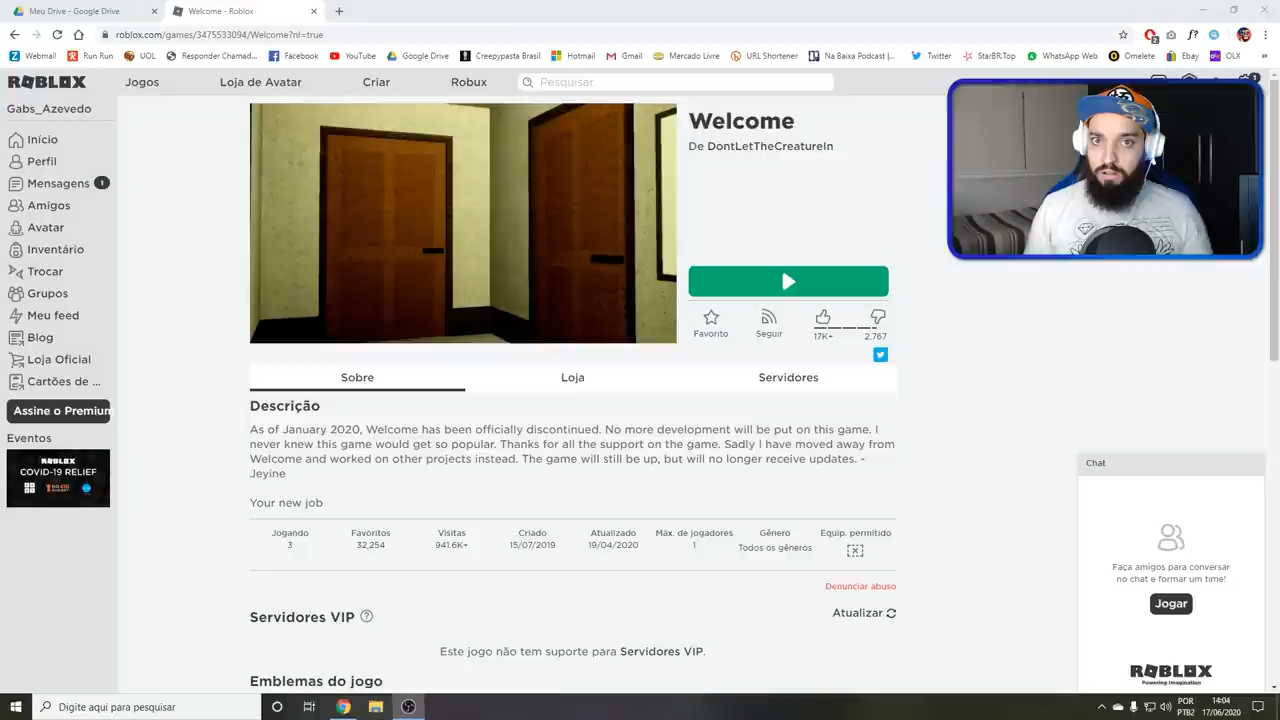 Meu Drive - Google Drive
Welcome - Roblox
roblox.com/games/3475533094/Welcome?nl=true
Webmail
Run Run
UOL
Responder Chamad...
Facebook
YouTube
Google Drive
Creepypasta Brasil
Hotmail
Gmail
Mercado Livre
URL Shortener
Na Baixa Podcast |...
Twitter
StarBR.Top
WhatsApp Web
Omelete
Ebay
OLX
ROBLOX
Jogos
Loja de Avatar
Criar
Robux
Pesquisar
1
Gabs_Azevedo
Início
Perfil
Mensagens 1
Amigos
Avatar
Inventário
Trocar
Grupos
Meu feed
Blog
Loja Oficial
Cartões de ...
Assine o Premium
Eventos
ROBLOX
COVID-19 RELIEF
Welcome
De DontLetTheCreatureIn
Favorito
Seguir
17K+
2,767
Sobre
Loja
Servidores
Descrição
As of January 2020, Welcome has been officially discontinued. No more development will be put on this game. I
never knew this game would get so popular. Thanks for all the support on the game. Sadly I have moved away from
Welcome and worked on other projects instead. The game will still be up, but will no longer receive updates. -
Jeyine
Your new job
Jogando Favoritos Visitas Criado Atualizado Máx. de jogadores Gênero Equip. permitido
3 32,254 941.6K+ 15/07/2019 19/04/2020 1 Todos os gêneros
Denunciar abuso
Servidores VIP
Atualizar
Este jogo não tem suporte para Servidores VIP.
Emblemas do jogo
Chat
Faça amigos para conversar
no chat e formar um time!
Jogar
ROBLOX
Powering Imagination
Digite aqui para pesquisar
POR
PTB2
14:04
17/06/2020